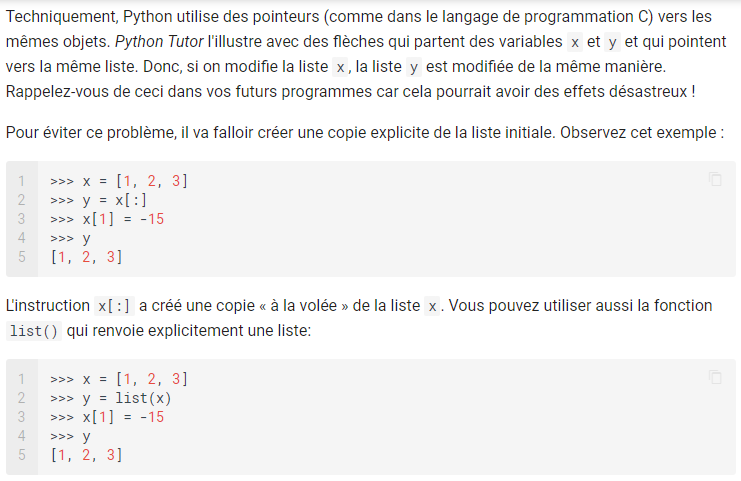 Techniquement, Python utilise des pointeurs (comme dans le langage de programmation C) vers les
mêmes objets. Python Tutor l'illustre avec des flèches qui partent des variables x et y et qui pointent
vers la même liste. Donc, si on modifie la liste x, la liste y est modifiée de la même manière.
Rappelez-vous de ceci dans vos futurs programmes car cela pourrait avoir des effets désastreux !
Pour éviter ce problème, il va falloir créer une copie explicite de la liste initiale. Observez cet exemple :
1 >>> x = [1, 2, 3]
2 >>> y = x[:]
3 >>> x[1] = -15
4 >>> y
5 [1, 2, 3]
L'instruction x[:] a créé une copie « à la volée » de la liste x. Vous pouvez utiliser aussi la fonction
list() qui renvoie explicitement une liste:
1 >>> x = [1, 2, 3]
2 >>> y = list(x)
3 >>> x[1] = -15
4 >>> y
5 [1, 2, 3]